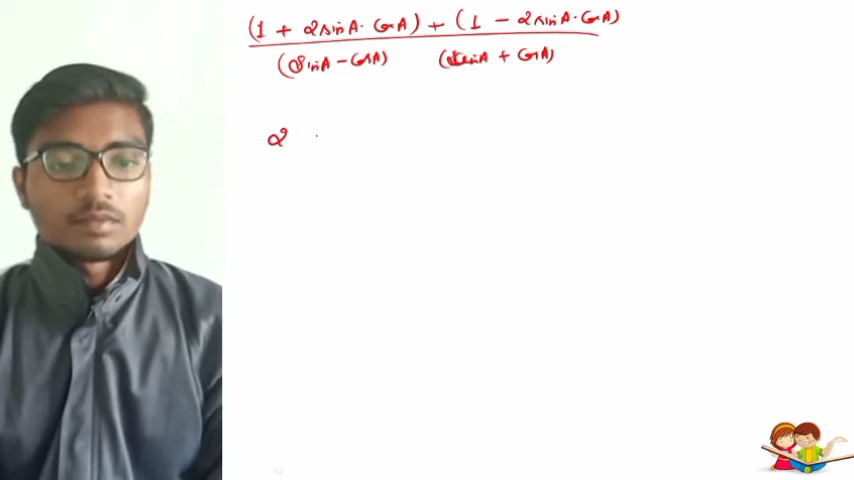 (1 + 2sinA· CosA) + (1 - 2sinA·CosA)
(SinA - CosA) (SinA + CosA)
2